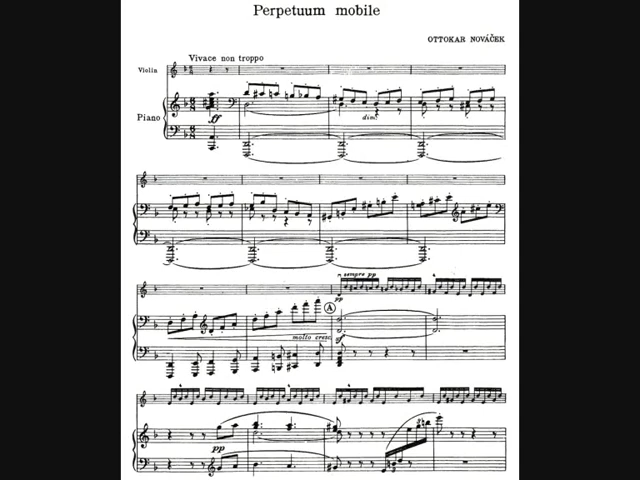 Perpetuum mobile
OTTOKAR NOVÁČEK
Vivace non troppo
Violin
Piano
ff
dim.
sempre pp
pp
A
molto cresc.
pp